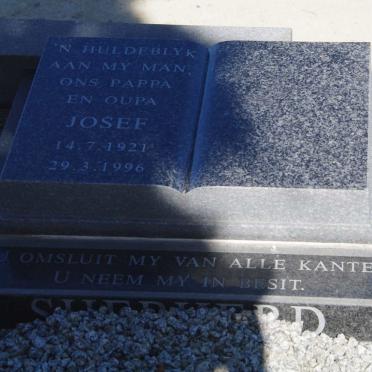 'N HULDEBLYK
AAN MY MAN,
ONS PAPPA
EN OUPA
JOSEF
14.7.1921
29.3.1996
U OMSLUIT MY VAN ALLE KANTE
U NEEM MY IN BESIT.
SHEPHERD